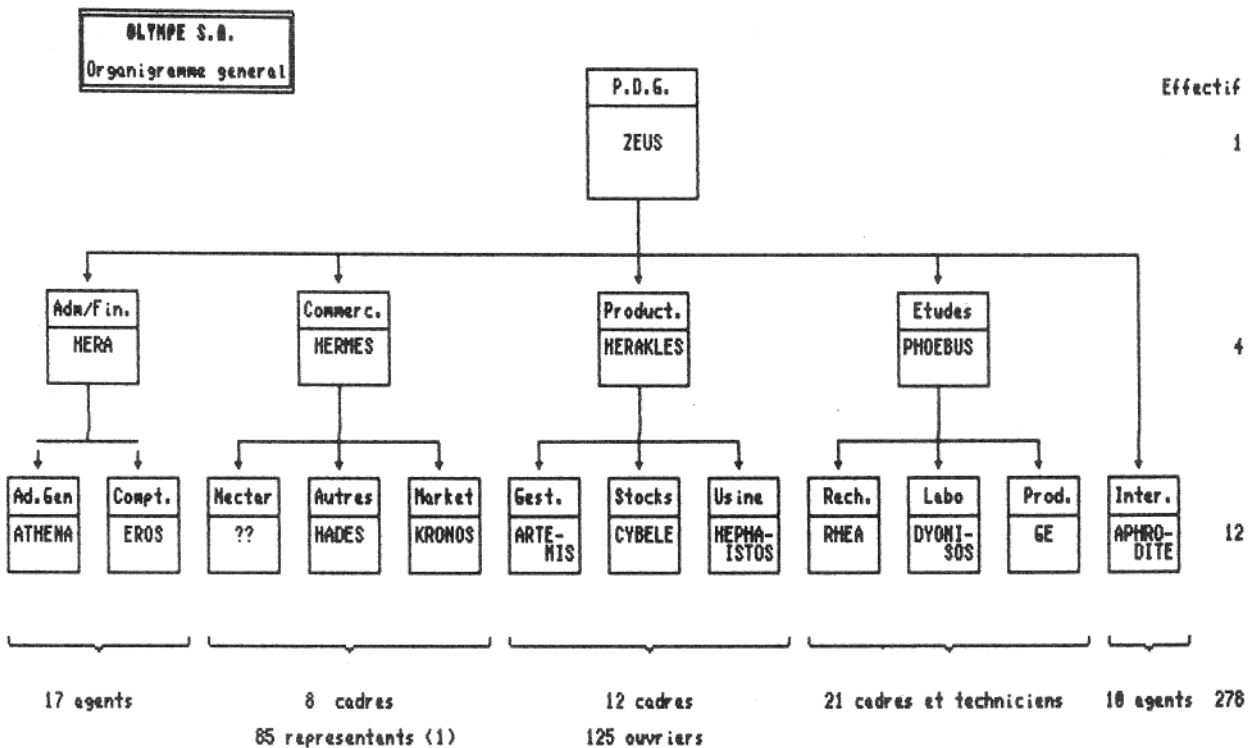 OLYMPE S.A.
Organigramme general
P.D.G.
ZEUS
Effectif
1
Adm/Fin.
HERA
Commerc.
HERMES
Product.
HERAKLES
Etudes
PHOEBUS
4
Ad.Gen
ATHENA
Compt.
EROS
Nectar
??
Autres
HADES
Market
KRONOS
Gest.
ARTE-
MIS
Stocks
CYBELE
Usine
HEPHA-
ISTOS
Rech.
RHEA
Labo
DYONI-
SOS
Prod.
GE
Inter.
APHRO-
DITE
12
17 agents
8 cadres
85 representants (1)
12 cadres
125 ouvriers
21 cadres et techniciens
10 agents
278